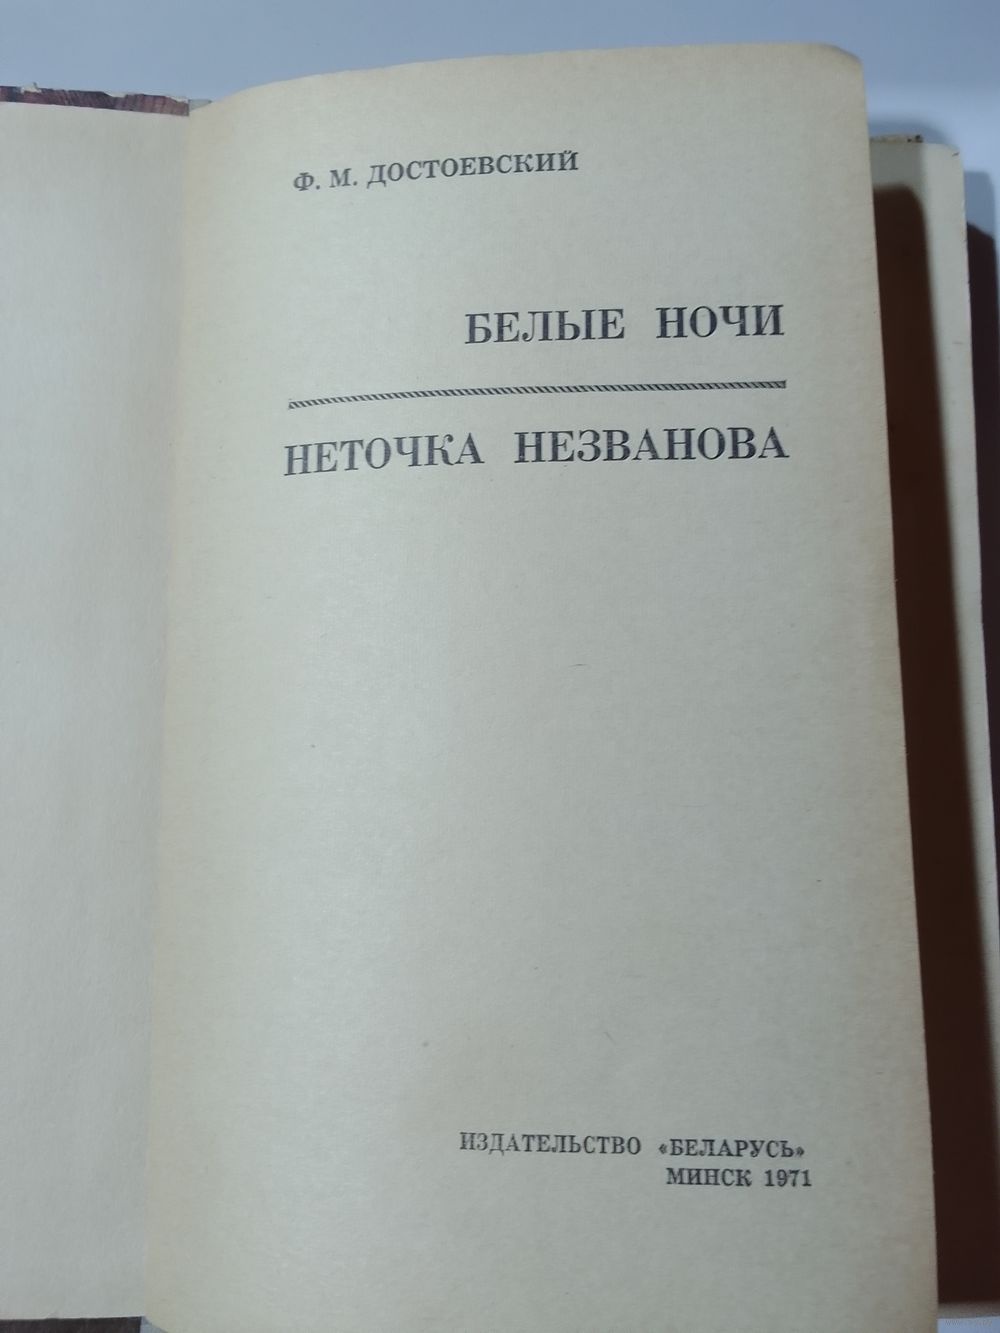 Ф. М. ДОСТОЕВСКИЙ
БЕЛЫЕ НОЧИ
НЕТОЧКА НЕЗВАНОВА
ИЗДАТЕЛЬСТВО «БЕЛАРУСЬ»
МИНСК 1971